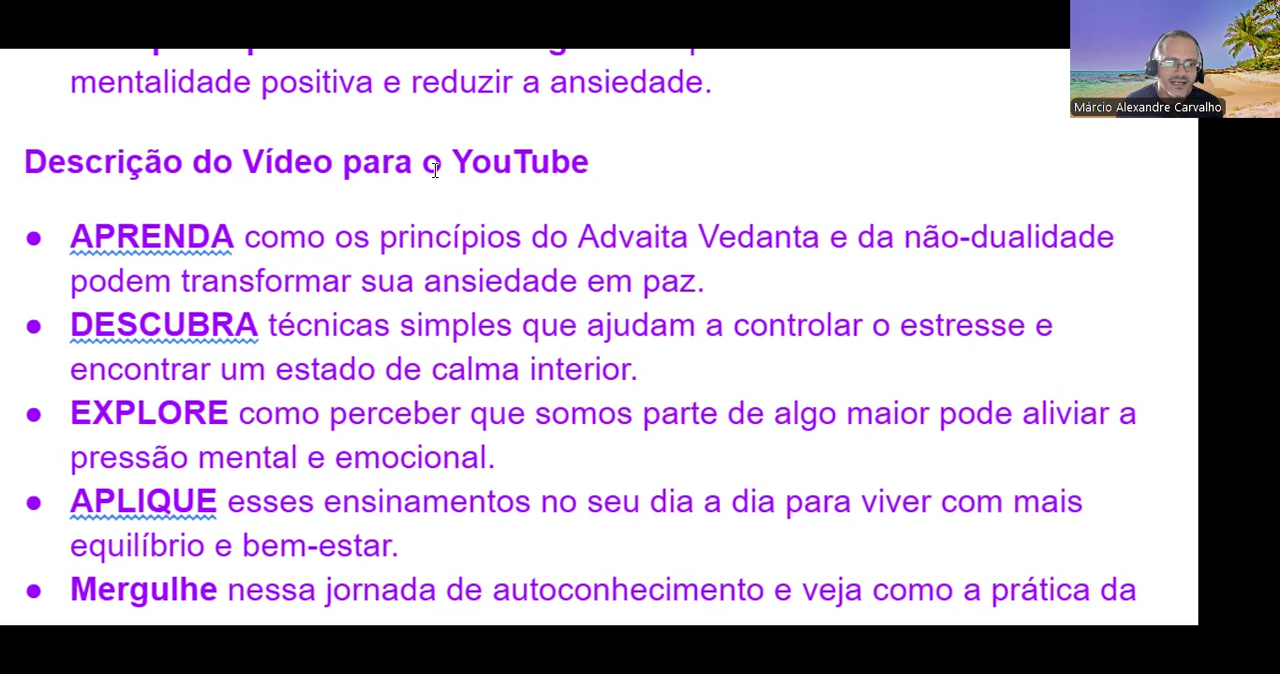 mentalidade positiva e reduzir a ansiedade.
Márcio Alexandre Carvalho
Descrição do Vídeo para o YouTube
● APRENDA como os princípios do Advaita Vedanta e da não-dualidade
podem transformar sua ansiedade em paz.
● DESCUBRA técnicas simples que ajudam a controlar o estresse e
encontrar um estado de calma interior.
● EXPLORE como perceber que somos parte de algo maior pode aliviar a
pressão mental e emocional.
● APLIQUE esses ensinamentos no seu dia a dia para viver com mais
equilíbrio e bem-estar.
● Mergulhe nessa jornada de autoconhecimento e veja como a prática da